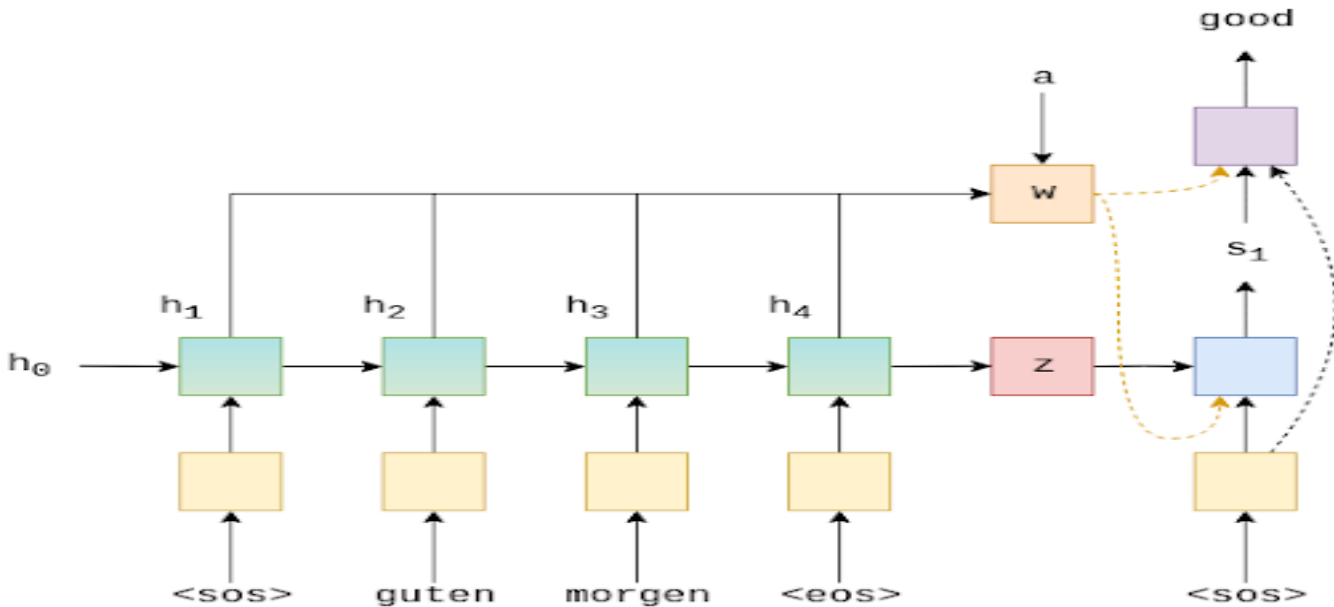 good
a
w
s₁
h₁
h₂
h₃
h₄
h₀
z
<sos>
guten
morgen
<eos>
<sos>